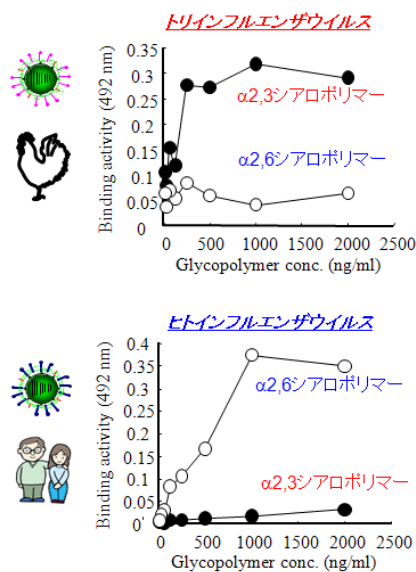 トリインフルエンザウイルス
Binding activity (492 nm)
0.35
0.3
0.25
0.2
0.15
0.1
0.05
0
α2,3シアロポリマー
α2,6シアロポリマー
0 500 1000 1500 2000 2500
Glycopolymer conc. (ng/ml)
ヒトインフルエンザウイルス
Binding activity (492 nm)
0.4
0.35
0.3
0.25
0.2
0.15
0.1
0.05
0
α2,6シアロポリマー
α2,3シアロポリマー
0 500 1000 1500 2000 2500
Glycopolymer conc. (ng/ml)